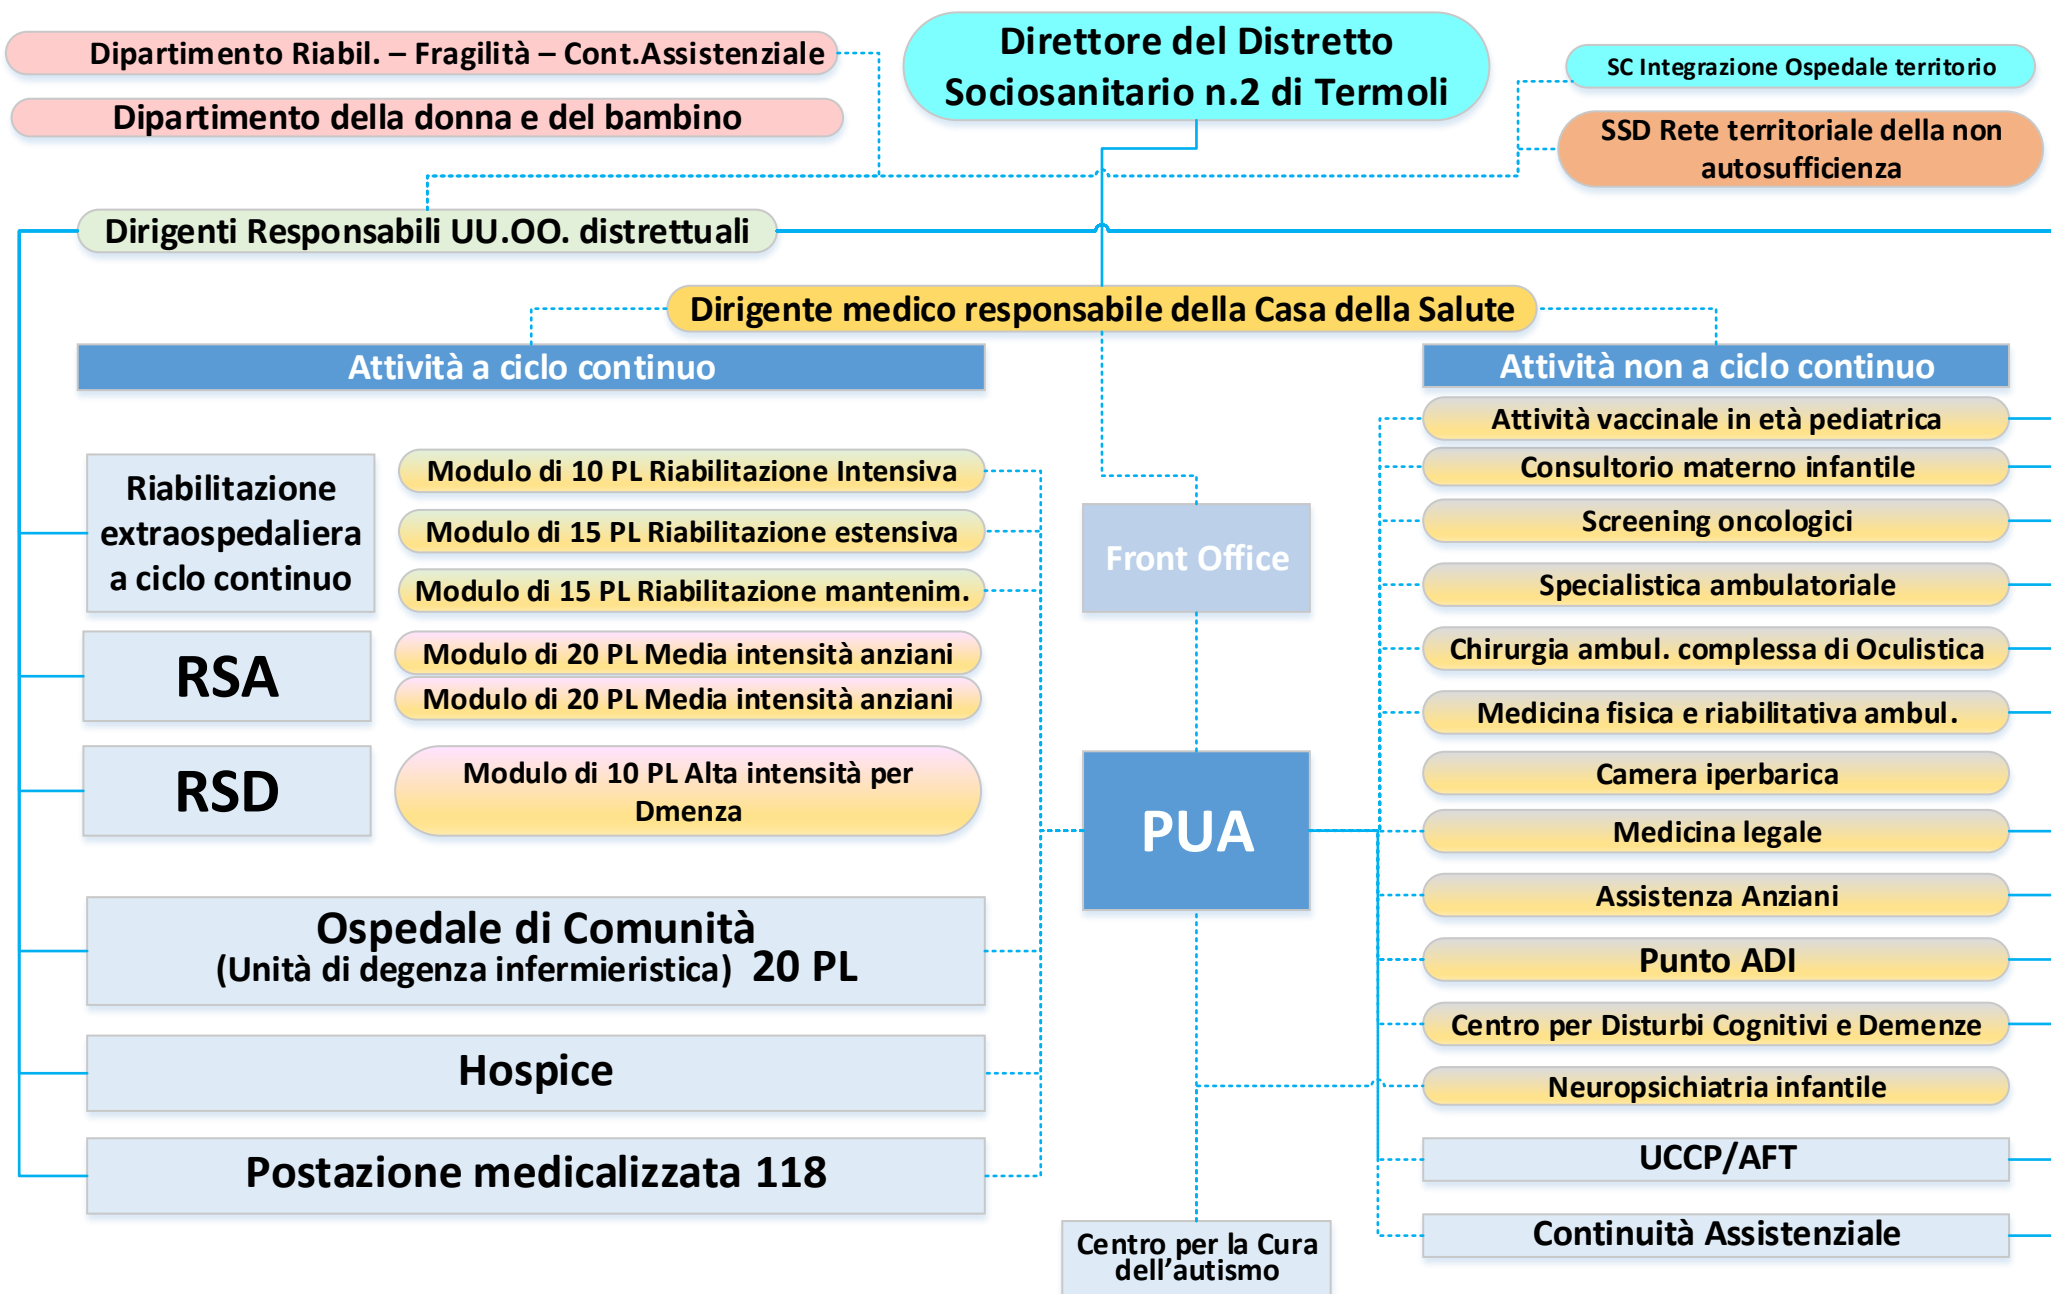 Dipartimento Riabil. – Fragilità – Cont.Assistenziale
Dipartimento della donna e del bambino
Direttore del Distretto
Sociosanitario n.2 di Termoli
SC Integrazione Ospedale territorio
SSD Rete territoriale della non
autosufficienza
Dirigenti Responsabili UU.OO. distrettuali
Dirigente medico responsabile della Casa della Salute
Attività a ciclo continuo
Riabilitazione
extraospedaliera
a ciclo continuo
Modulo di 10 PL Riabilitazione Intensiva
Modulo di 15 PL Riabilitazione estensiva
Modulo di 15 PL Riabilitazione mantenim.
RSA
Modulo di 20 PL Media intensità anziani
Modulo di 20 PL Media intensità anziani
RSD
Modulo di 10 PL Alta intensità per
Dmenza
Ospedale di Comunità
(Unità di degenza infermieristica) 20 PL
Hospice
Postazione medicalizzata 118
Front Office
PUA
Centro per la Cura
dell’autismo
Attività non a ciclo continuo
Attività vaccinale in età pediatrica
Consultorio materno infantile
Screening oncologici
Specialistica ambulatoriale
Chirurgia ambul. complessa di Oculistica
Medicina fisica e riabilitativa ambul.
Camera iperbarica
Medicina legale
Assistenza Anziani
Punto ADI
Centro per Disturbi Cognitivi e Demenze
Neuropsichiatria infantile
UCCP/AFT
Continuità Assistenziale